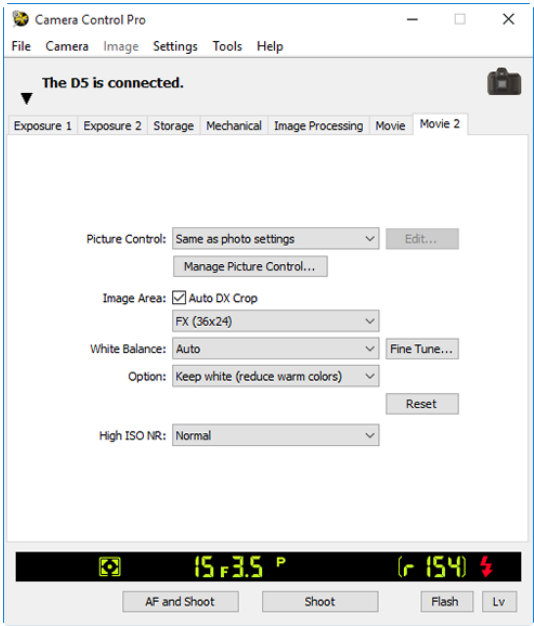 Camera Control Pro
File Camera Image Settings Tools Help
The D5 is connected.
Exposure 1 Exposure 2 Storage Mechanical Image Processing Movie Movie 2
Picture Control: Same as photo settings Edit...
Manage Picture Control...
Image Area: Auto DX Crop
FX (36x24)
White Balance: Auto Fine Tune...
Option: Keep white (reduce warm colors)
Reset
High ISO NR: Normal
15 F3.5 P (r 154)
AF and Shoot Shoot Flash Lv